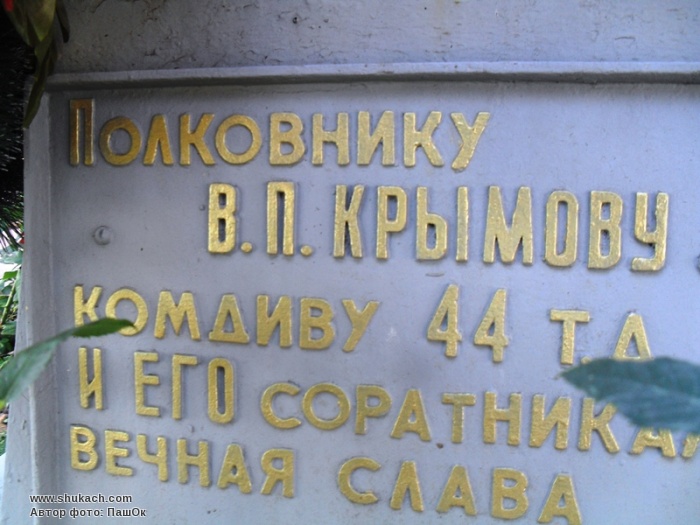 Полковнику
В.П. Крымову
комдиву 44 т.д.
и его соратникам
вечная слава
www.shukach.com
Автор фото: ПашОк